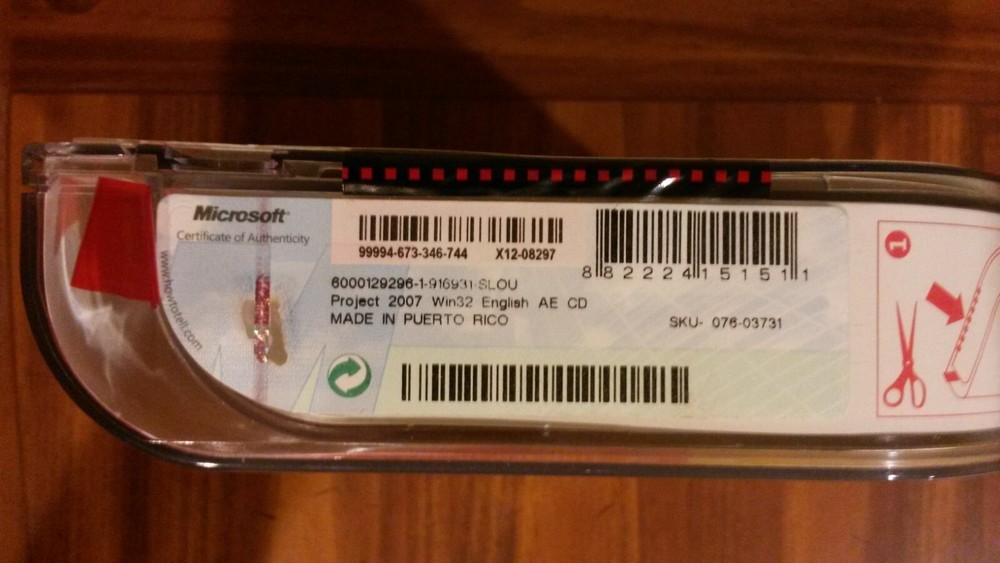 Microsoft
Certificate of Authenticity
www.howtotell.com
99994-673-346-744 X12-08297
8 82224 15151 1
6000129296-1-916931-SLOU
Project 2007 Win32 English AE CD
MADE IN PUERTO RICO
SKU- 076-03731
1